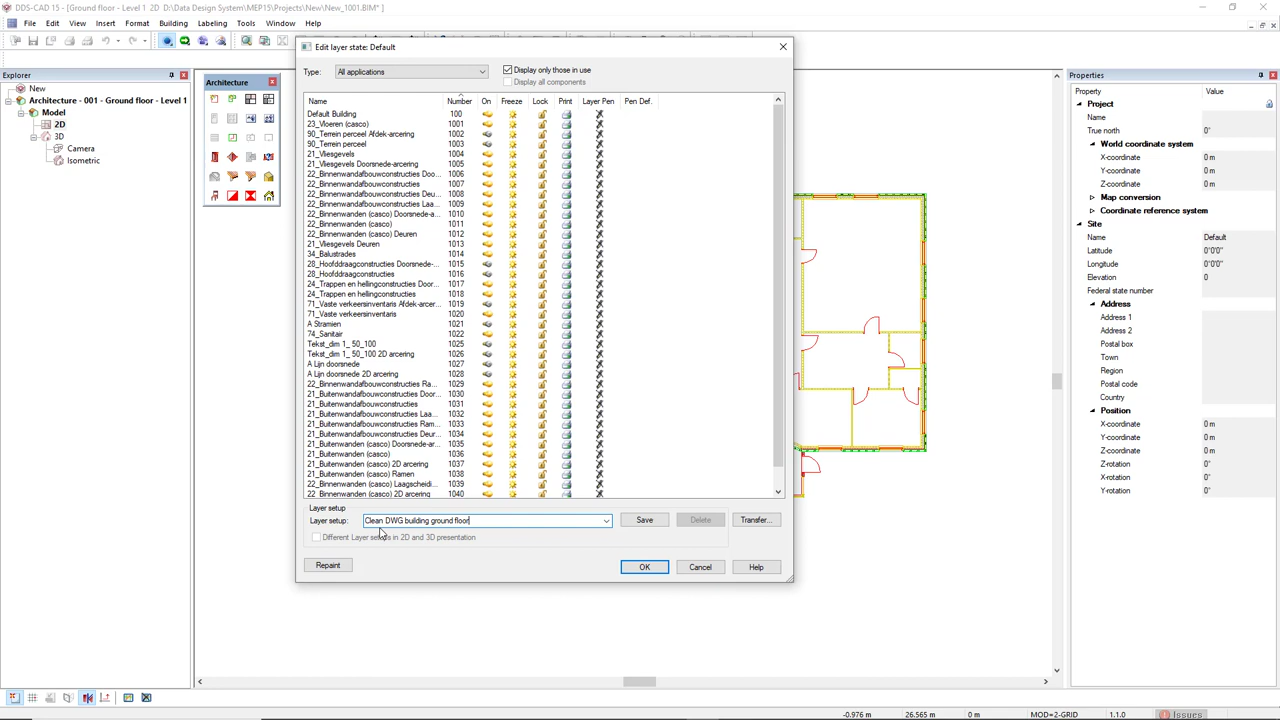 DDS-CAD 15 - [Ground floor - Level 1  2D  D:\Data Design System\MEP15\Projects\New\New_1001.BIM*]
File Edit View Insert Format Building Labeling Tools Window Help
Explorer
New
Architecture - 001 - Ground floor - Level 1
Model
2D
3D
Camera
Isometric
Architecture
Edit layer state: Default
Type: All applications
Display only those in use
Display all components
Name Number On Freeze Lock Print Layer Pen Pen Def.
Default Building 100
23_Vloeren (casco) 1001
90_Terrein perceel Afdek-arcering 1002
90_Terrein perceel 1003
21_Vliesgevels 1004
21_Vliesgevels Doorsnede-arcering 1005
22_Binnenwandafbouwconstructies Doo... 1006
22_Binnenwandafbouwconstructies 1007
22_Binnenwandafbouwconstructies Deu... 1008
22_Binnenwandafbouwconstructies Laa... 1009
22_Binnenwanden (casco) Doorsnede-a... 1010
22_Binnenwanden (casco) 1011
22_Binnenwanden (casco) Deuren 1012
21_Vliesgevels Deuren 1013
34_Balustrades 1014
28_Hoofddraagconstructies Doorsnede-... 1015
28_Hoofddraagconstructies 1016
24_Trappen en hellingconstructies Door... 1017
24_Trappen en hellingconstructies 1018
71_Vaste verkeersinventaris Afdek-arcer... 1019
71_Vaste verkeersinventaris 1020
A Stramien 1021
74_Sanitair 1022
Tekst_dim 1_ 50_100 1025
Tekst_dim 1_ 50_100 2D arcering 1026
A Lijn doorsnede 1027
A Lijn doorsnede 2D arcering 1028
22_Binnenwandafbouwconstructies Ra... 1029
21_Buitenwandafbouwconstructies Door... 1030
21_Buitenwandafbouwconstructies 1031
21_Buitenwandafbouwconstructies Laa... 1032
21_Buitenwandafbouwconstructies Ram... 1033
21_Buitenwandafbouwconstructies Deur... 1034
21_Buitenwanden (casco) Doorsnede-ar... 1035
21_Buitenwanden (casco) 1036
21_Buitenwanden (casco) 2D arcering 1037
21_Buitenwanden (casco) Ramen 1038
21_Buitenwanden (casco) Laagscheidi... 1039
22_Binnenwanden (casco) 2D arcering 1040
Layer setup
Layer setup: Clean DWG building ground floor
Save Delete Transfer...
Different Layer setups in 2D and 3D presentation
Repaint OK Cancel Help
Properties
Property Value
Project
Name
True north 0°
World coordinate system
X-coordinate 0 m
Y-coordinate 0 m
Z-coordinate 0 m
Map conversion
Coordinate reference system
Site
Name Default
Latitude 0°0'0"
Longitude 0°0'0"
Elevation 0
Federal state number
Address
Address 1
Address 2
Postal box
Town
Region
Postal code
Country
Position
X-coordinate 0 m
Y-coordinate 0 m
Z-coordinate 0 m
Z-rotation 0°
X-rotation 0°
Y-rotation 0°
-0.976 m 26.565 m 0 m MOD=2-GRID 1.1.0 Issues